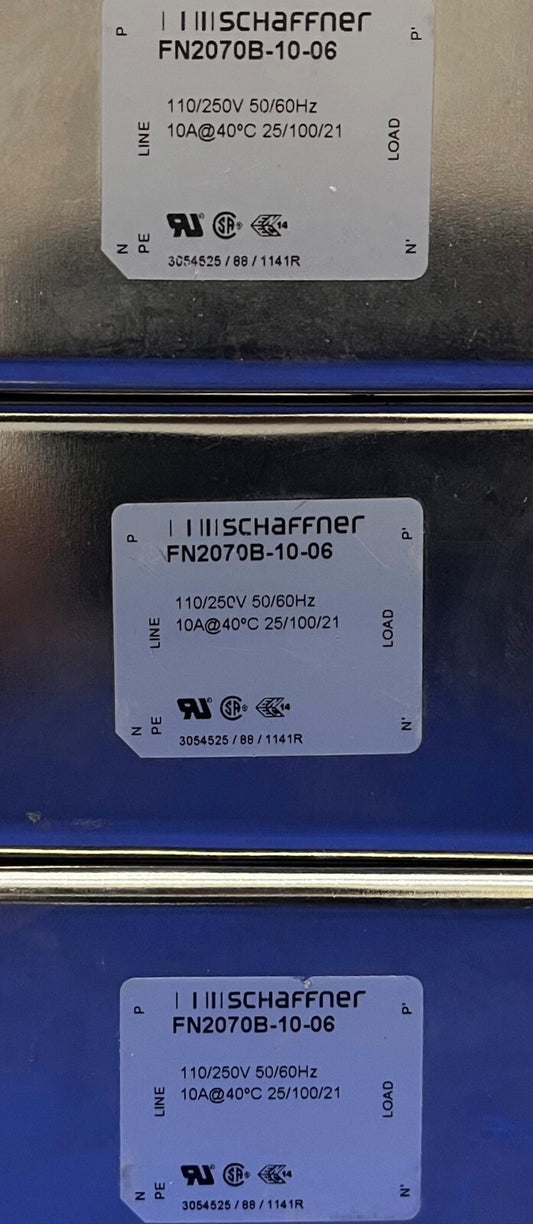 SCHaFFner
FN2070B-10-06
P
P'
110/250V 50/60Hz
10A@40°C 25/100/21
LINE
LOAD
N
PE
N'
3054525 / 88 / 1141R
SCHaFFner
FN2070B-10-06
P
P'
110/250V 50/60Hz
10A@40°C 25/100/21
LINE
LOAD
N
PE
N'
3054525 / 88 / 1141R
SCHaFFner
FN2070B-10-06
P
P'
110/250V 50/60Hz
10A@40°C 25/100/21
LINE
LOAD
N
PE
N'
3054525 / 88 / 1141R